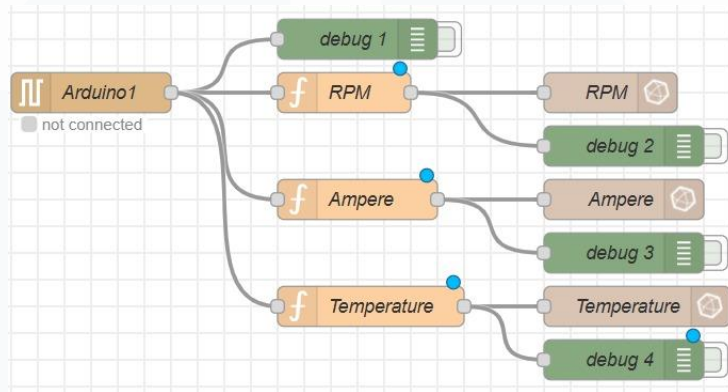 debug 1
Arduino1
RPM
RPM
not connected
debug 2
Ampere
Ampere
debug 3
Temperature
Temperature
debug 4